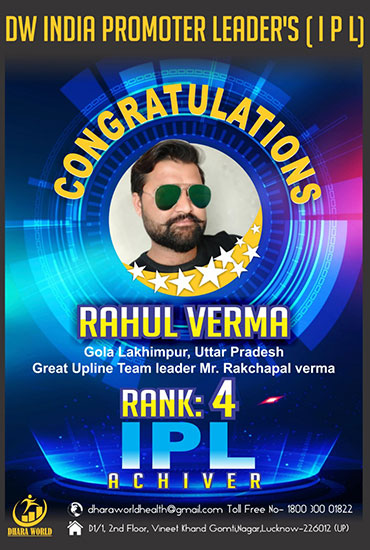 DW INDIA PROMOTER LEADER'S ( I P L)
CONGRATULATIONS
RAHUL VERMA
Gola Lakhimpur, Uttar Pradesh
Great Upline Team leader Mr. Rakchapal verma
RANK: 4
IPL
ACHIVER
dharaworldhealth@gmail.com Toll Free No- 1800 300 01822
D1/1, 2nd Floor, Vineet Khand GomtiNagar,Lucknow-226012 (UP)
DHARA WORLD